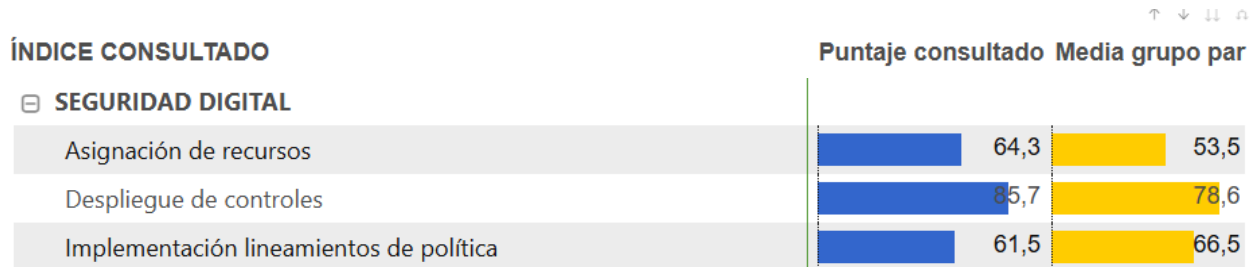 ÍNDICE CONSULTADO Puntaje consultado Media grupo par
SEGURIDAD DIGITAL
Asignación de recursos 64,3 53,5
Despliegue de controles 85,7 78,6
Implementación lineamientos de política 61,5 66,5